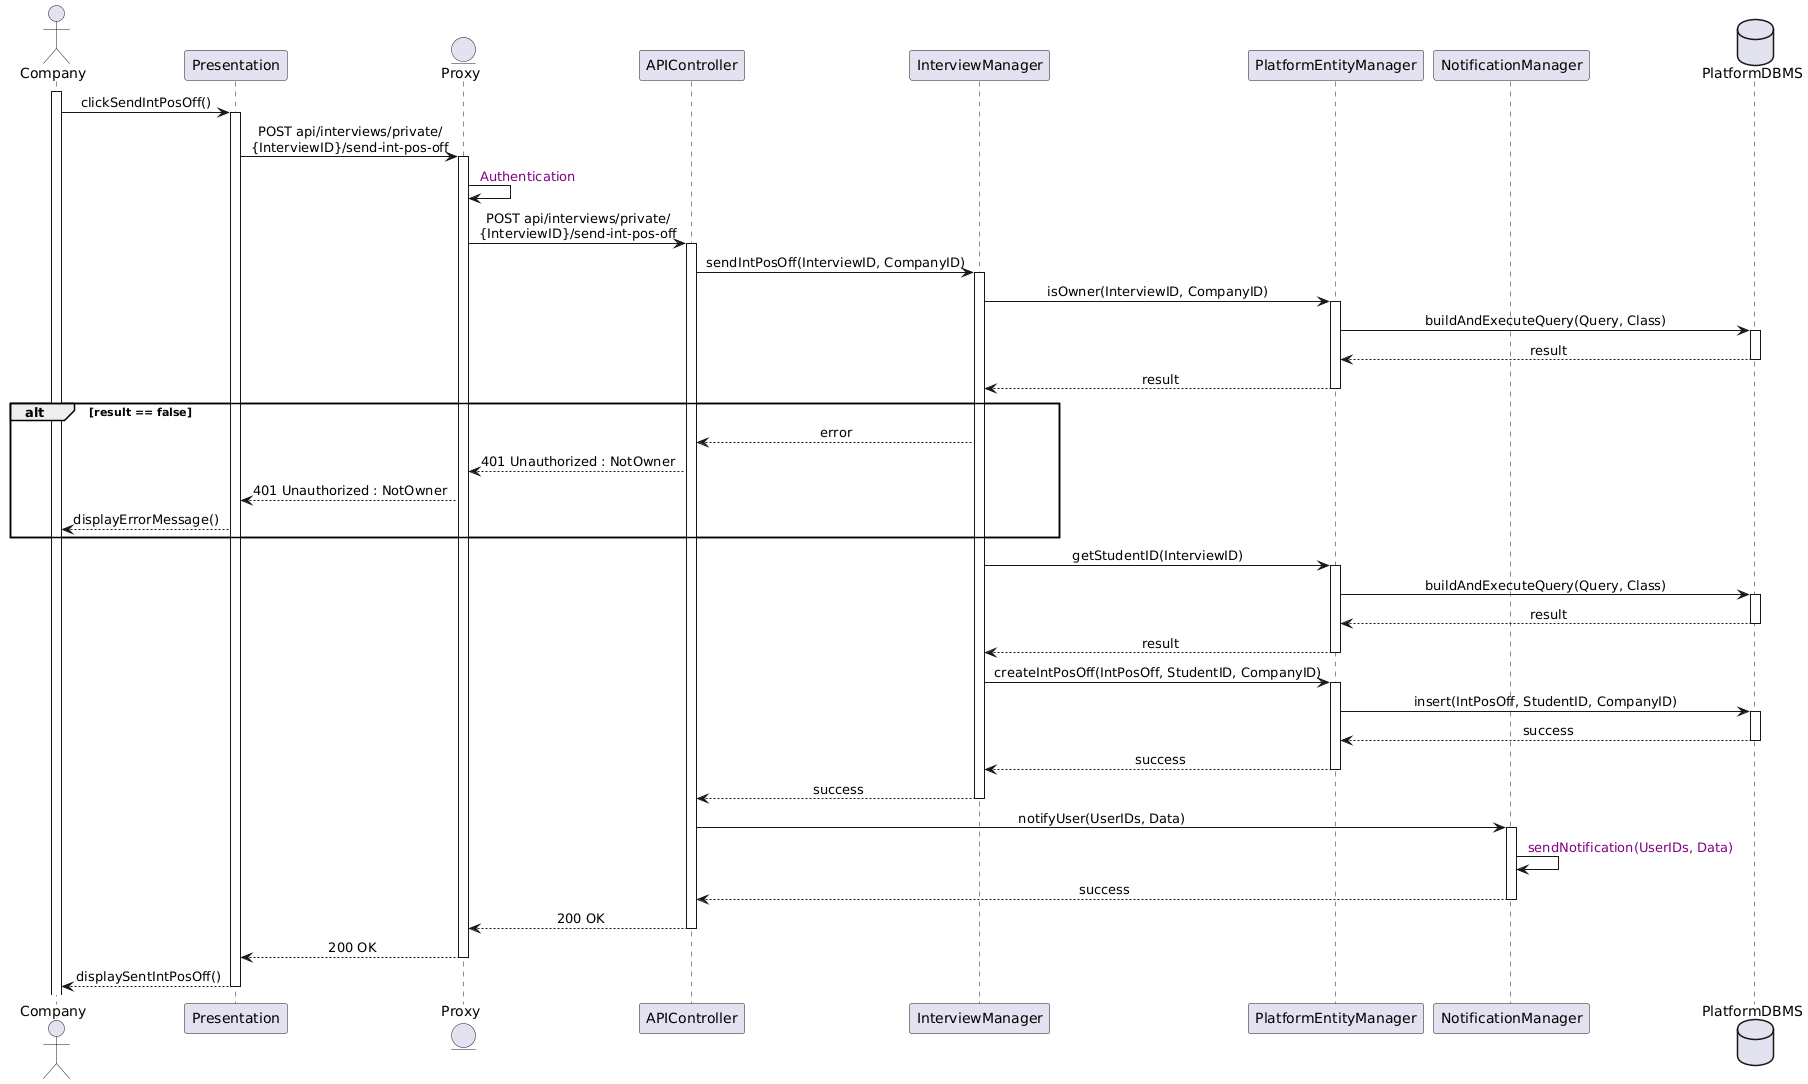 Company
Presentation
Proxy
APIController
InterviewManager
PlatformEntityManager
NotificationManager
PlatformDBMS
clickSendIntPosOff()
POST api/interviews/private/
{InterviewID}/send-int-pos-off
Authentication
POST api/interviews/private/
{InterviewID}/send-int-pos-off
sendIntPosOff(InterviewID, CompanyID)
isOwner(InterviewID, CompanyID)
buildAndExecuteQuery(Query, Class)
result
result
alt [result == false]
error
401 Unauthorized : NotOwner
401 Unauthorized : NotOwner
displayErrorMessage()
getStudentID(InterviewID)
buildAndExecuteQuery(Query, Class)
result
result
createIntPosOff(IntPosOff, StudentID, CompanyID)
insert(IntPosOff, StudentID, CompanyID)
success
success
success
notifyUser(UserIDs, Data)
sendNotification(UserIDs, Data)
success
200 OK
200 OK
displaySentIntPosOff()
Company
Presentation
Proxy
APIController
InterviewManager
PlatformEntityManager
NotificationManager
PlatformDBMS